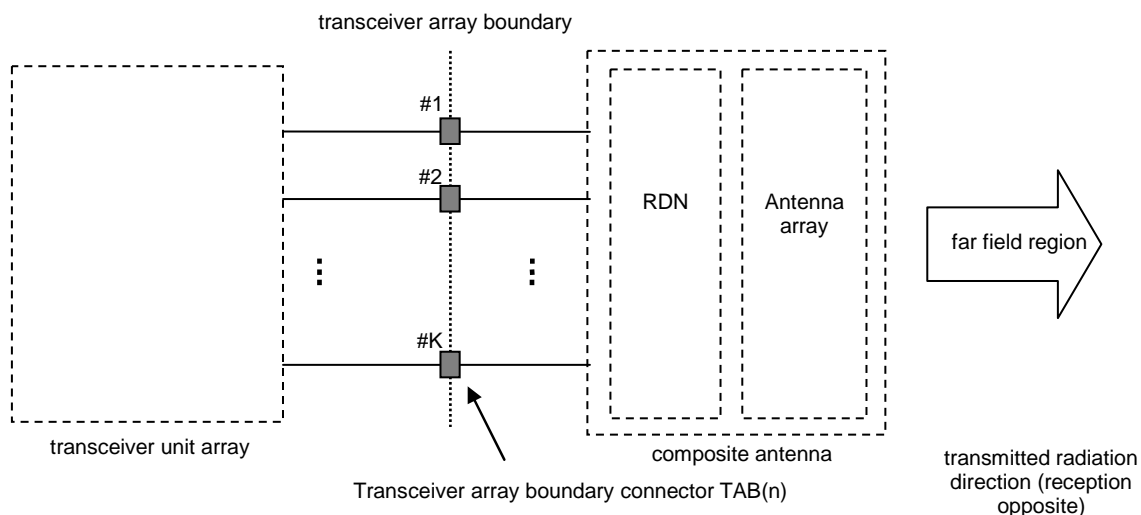 transceiver array boundary
#1
#2
#K
RDN
Antenna
array
far field region
transceiver unit array
composite antenna
Transceiver array boundary connector TAB(n)
transmitted radiation
direction (reception
opposite)